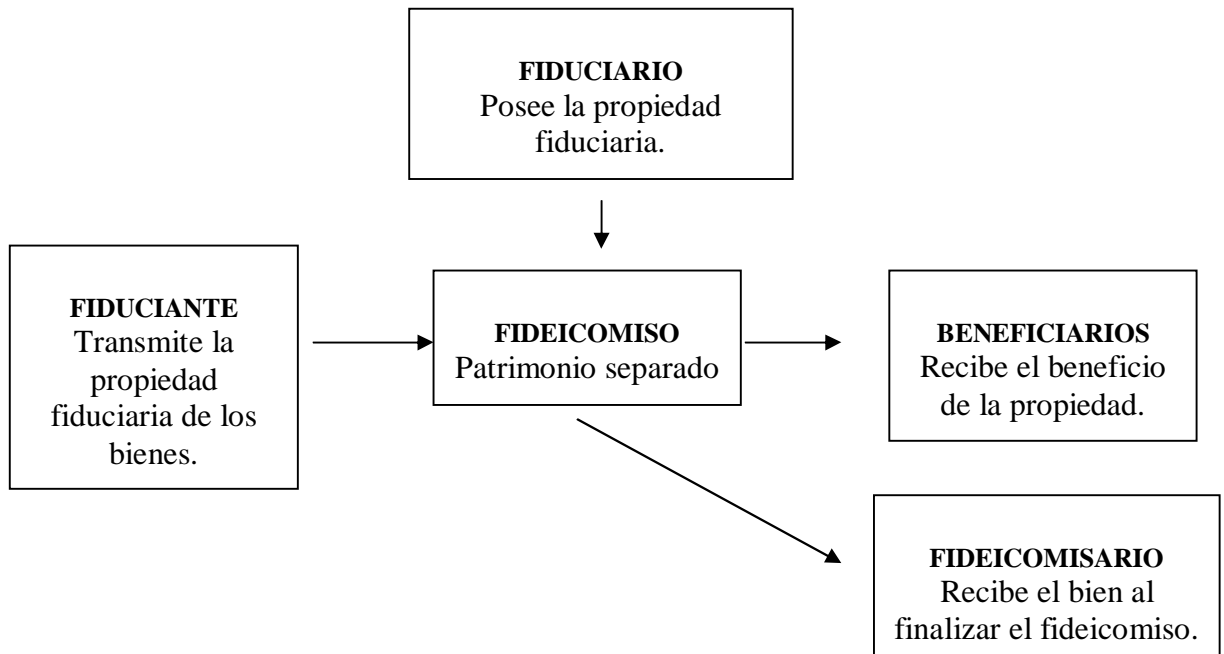 FIDUCIARIO
Posee la propiedad
fiduciaria.
FIDUCIANTE
Transmite la
propiedad
fiduciaria de los
bienes.
FIDEICOMISO
Patrimonio separado
BENEFICIARIOS
Recibe el beneficio
de la propiedad.
FIDEICOMISARIO
Recibe el bien al
finalizar el fideicomiso.